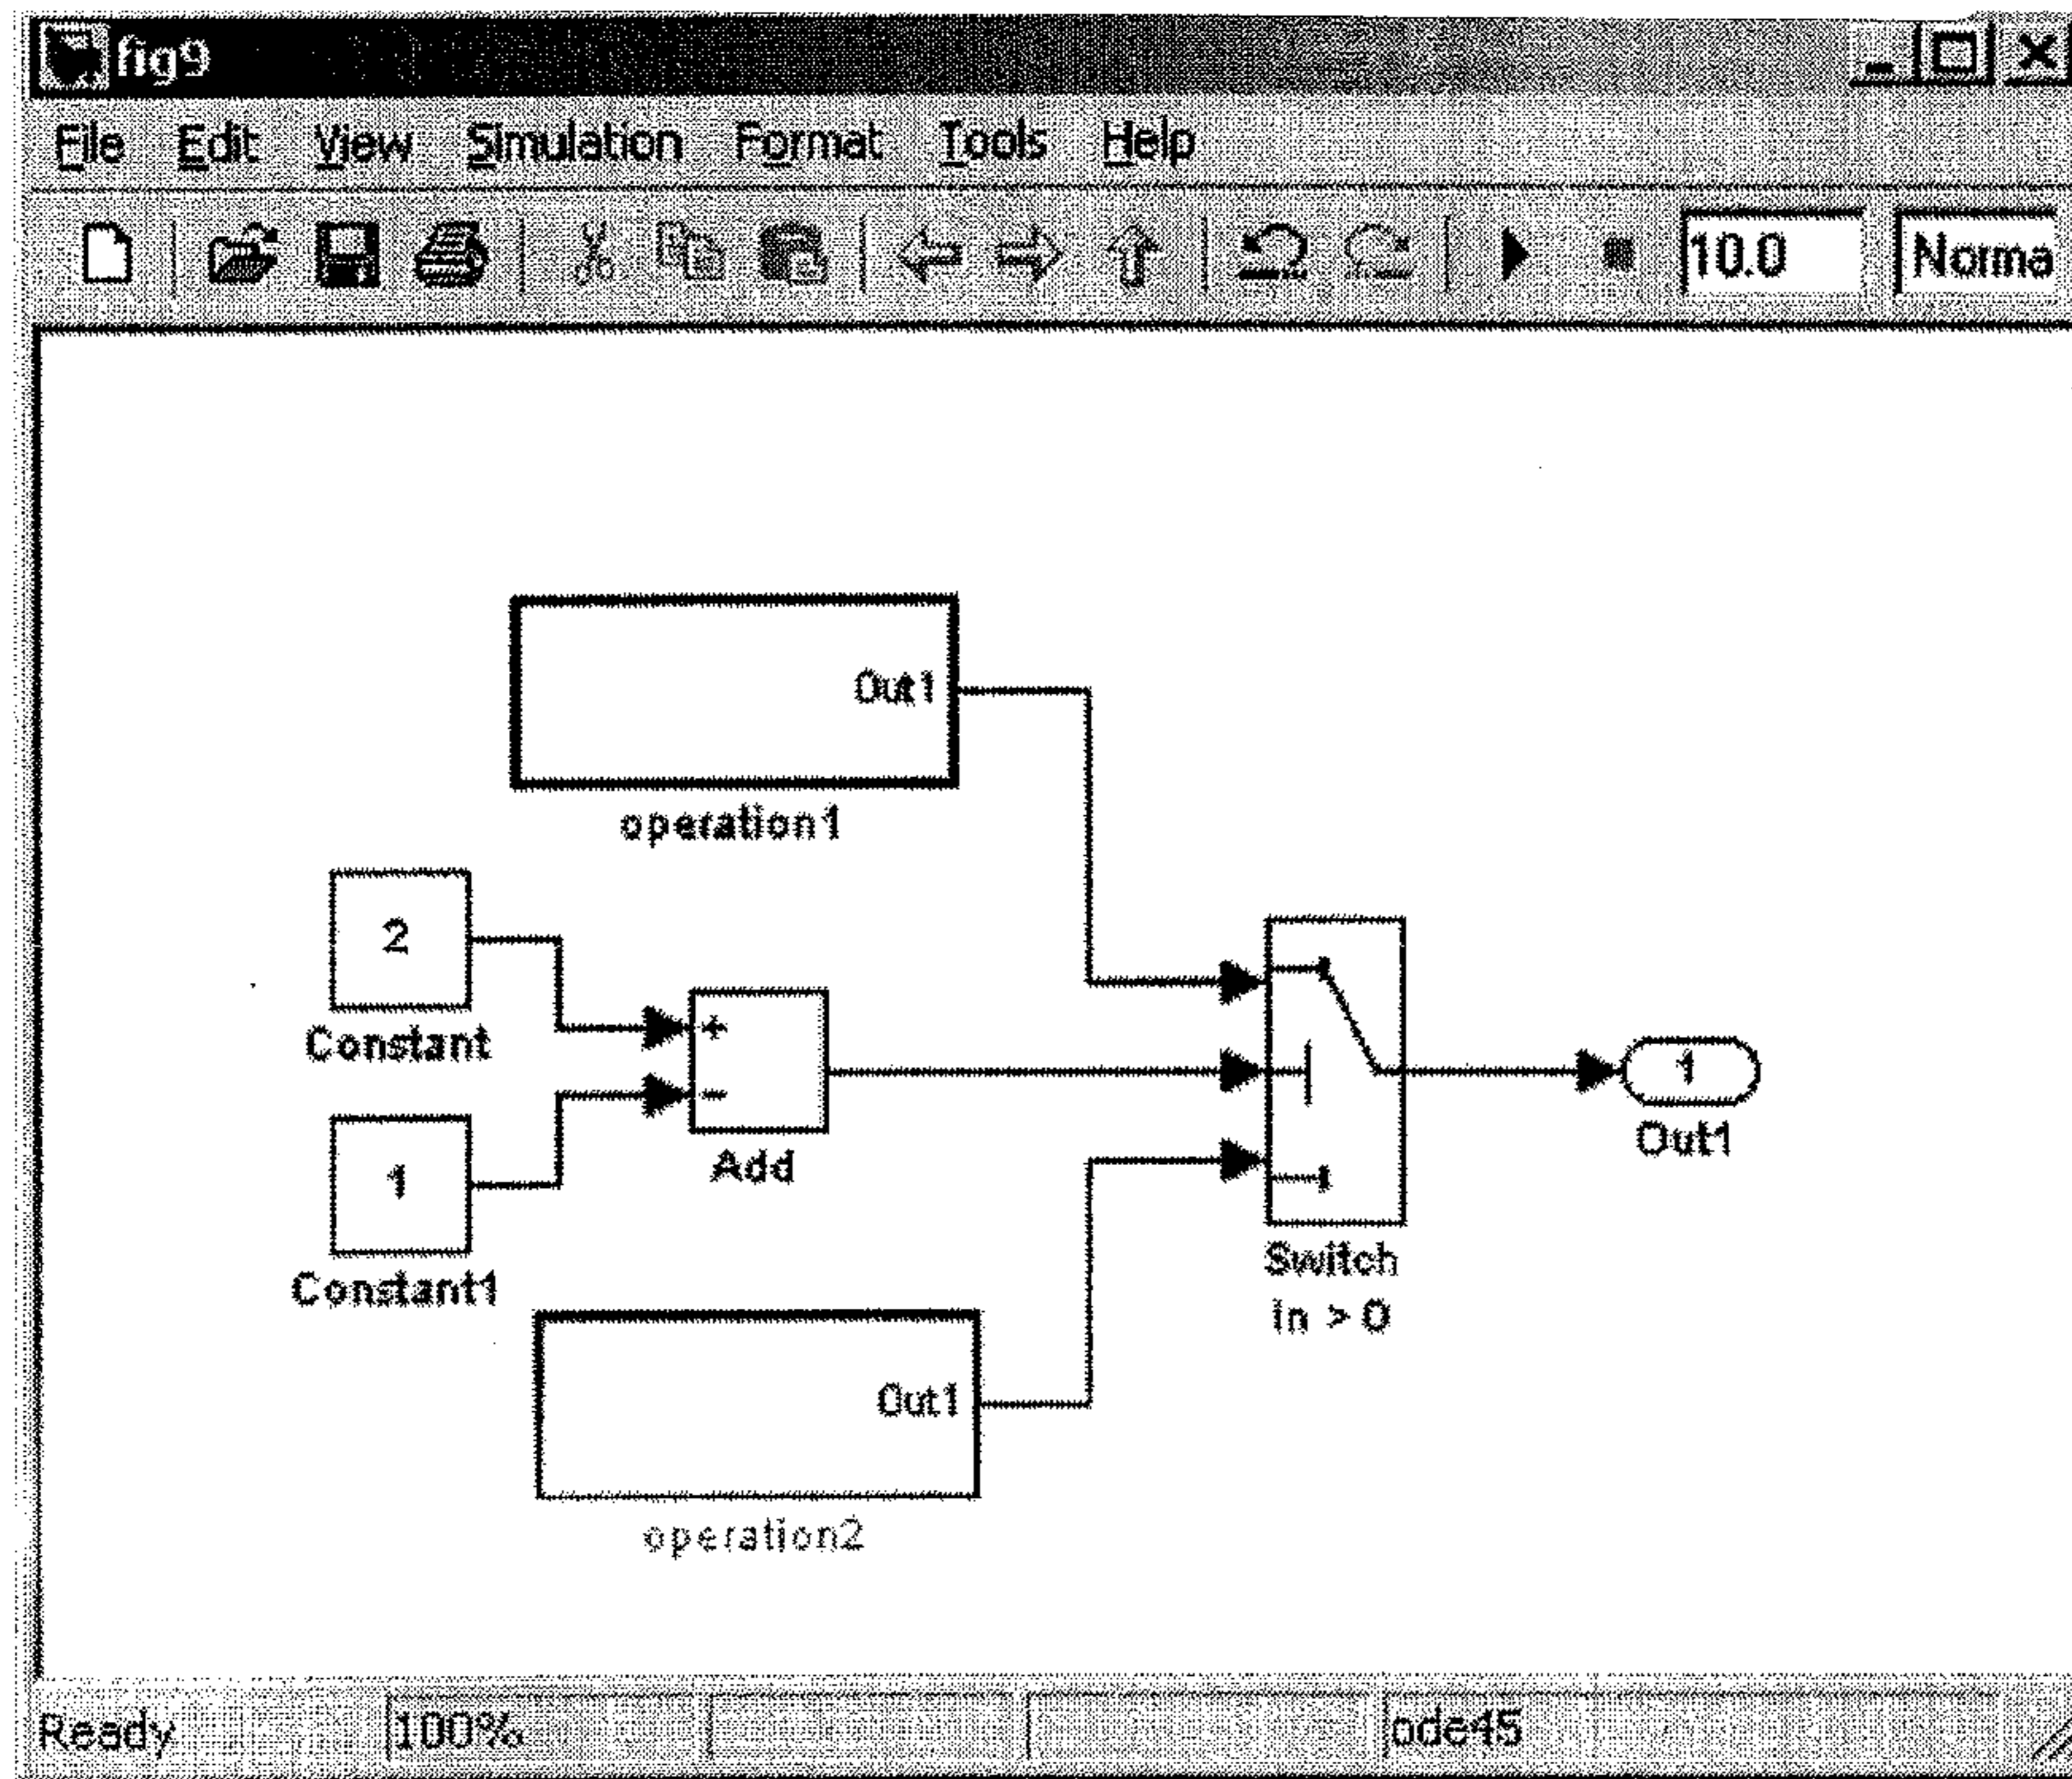 fig9
File Edit View Simulation Format Tools Help
10.0 Norma
Out1
operation1
2
Constant
+
-
Add
1
Constant1
Switch
in > 0
1
Out1
Out1
operation2
Ready 100% ode45